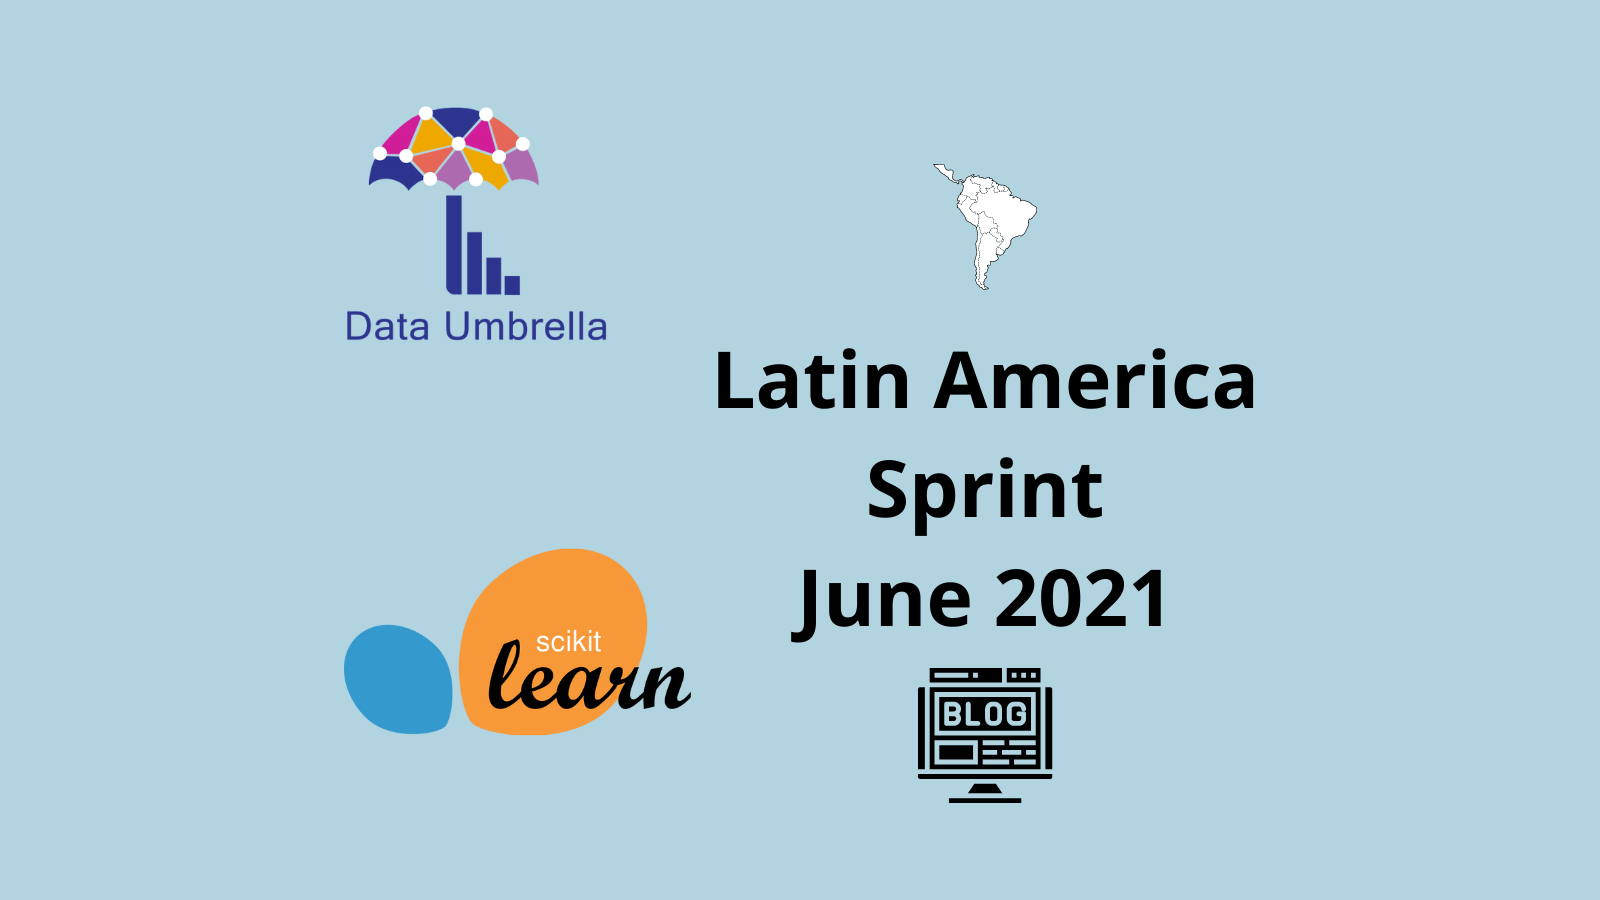 Data Umbrella
Latin America
Sprint
June 2021
scikit
learn
BLOG